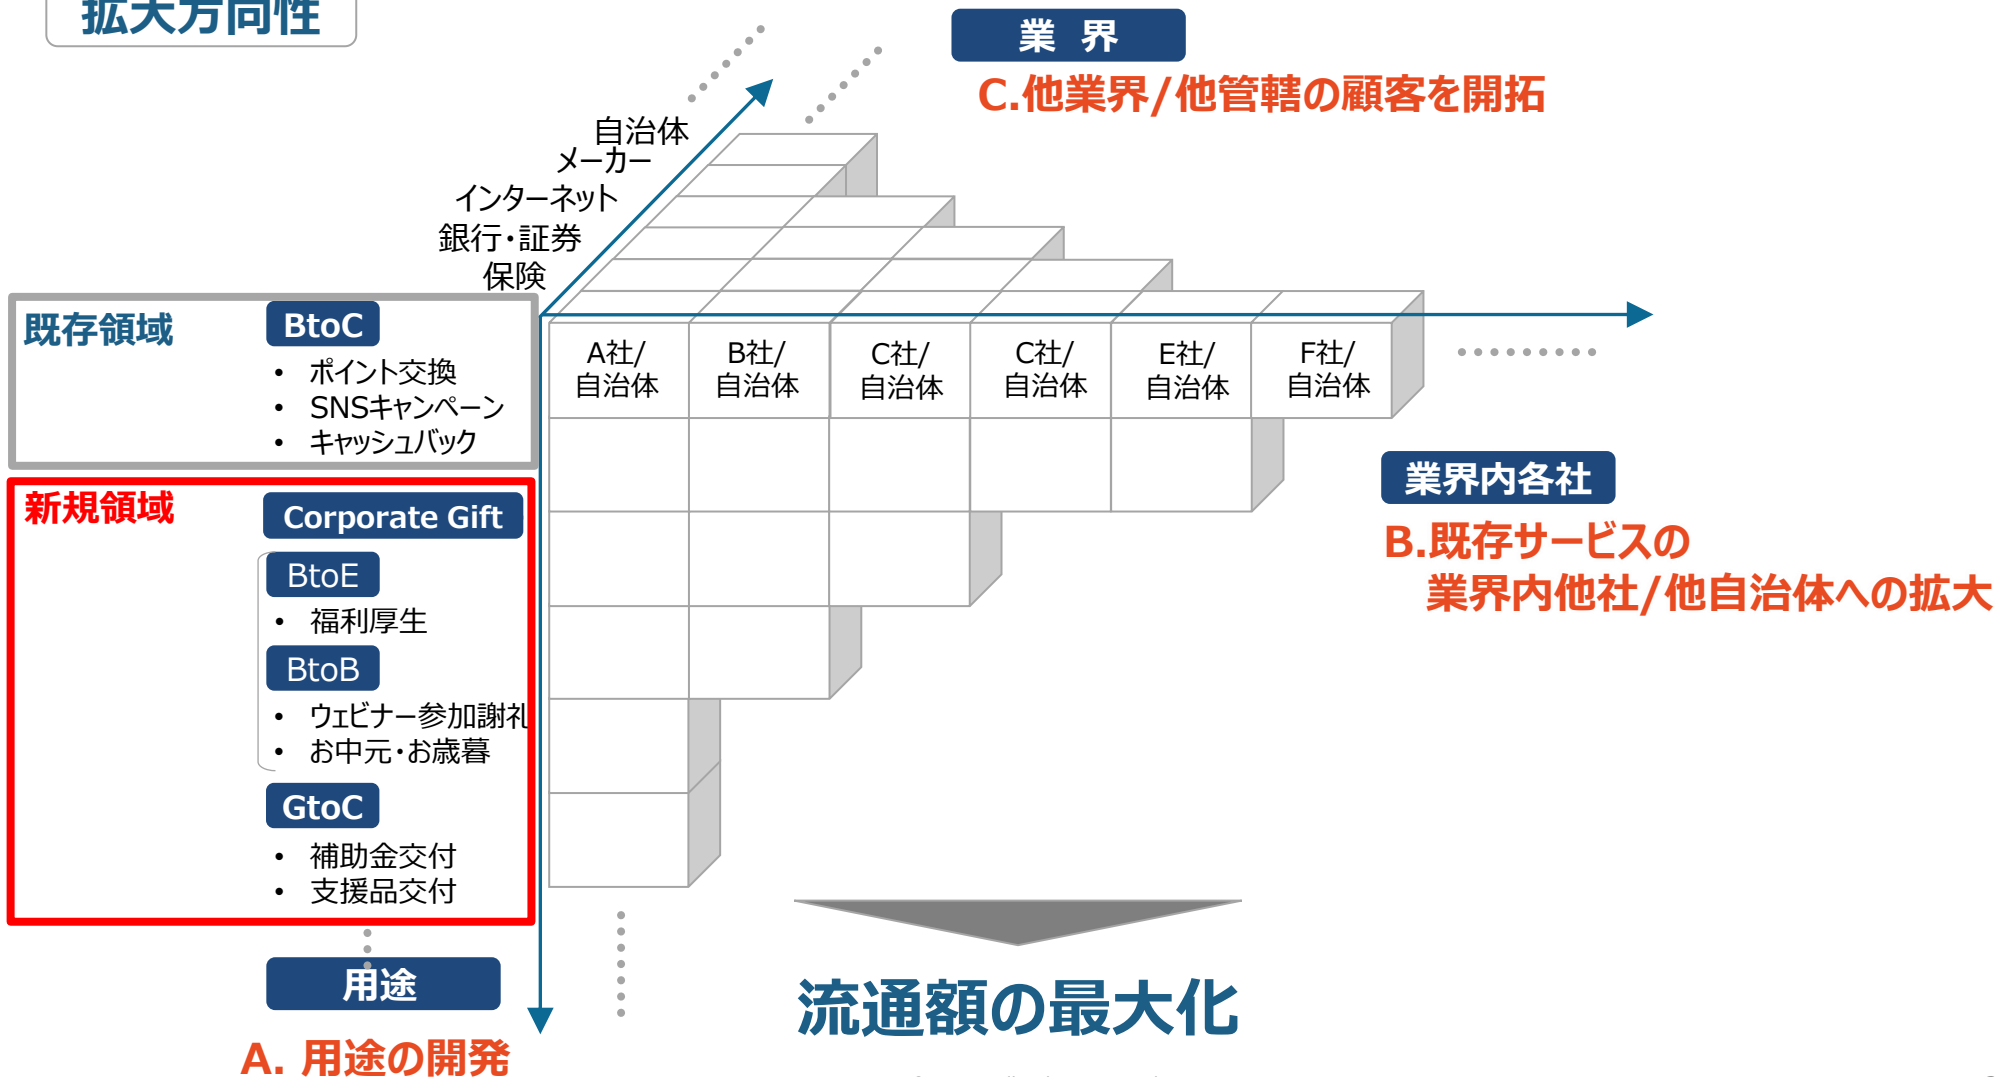 拡大方向性
業 界
C.他業界/他管轄の顧客を開拓
自治体
メーカー
インターネット
銀行・証券
保険
既存領域
BtoC
• ポイント交換
• SNSキャンペーン
• キャッシュバック
A社/
自治体
B社/
自治体
C社/
自治体
C社/
自治体
E社/
自治体
F社/
自治体
業界内各社
B.既存サービスの
業界内他社/他自治体への拡大
新規領域
Corporate Gift
BtoE
• 福利厚生
BtoB
• ウェビナー参加謝礼
• お中元・お歳暮
GtoC
• 補助金交付
• 支援品交付
用途
A. 用途の開発
流通額の最大化